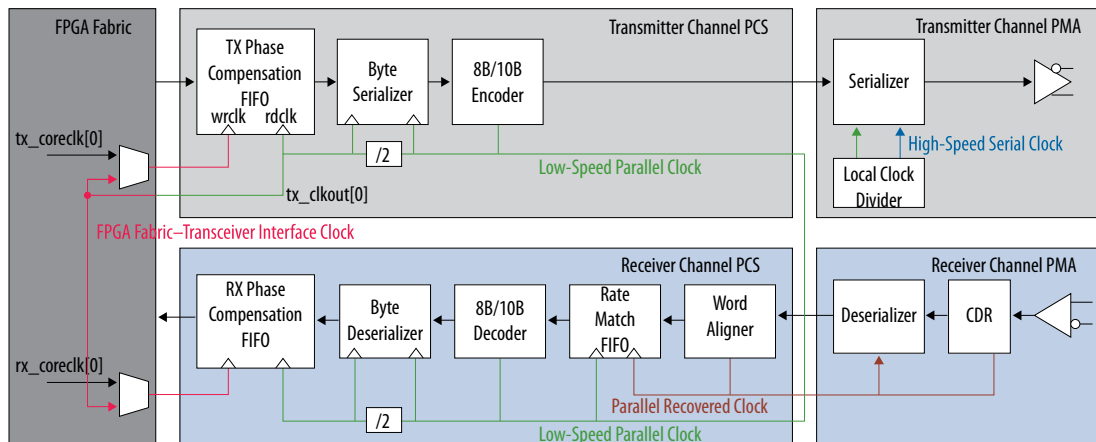 FPGA Fabric
Transmitter Channel PCS
Transmitter Channel PMA
TX Phase
Compensation
FIFO
wrclk
rdclk
Byte
Serializer
8B/10B
Encoder
Serializer
tx_coreclk[0]
/2
High-Speed Serial Clock
Low-Speed Parallel Clock
Local Clock
Divider
tx_clkout[0]
FPGA Fabric–Transceiver Interface Clock
Receiver Channel PCS
Receiver Channel PMA
RX Phase
Compensation
FIFO
Byte
Deserializer
8B/10B
Decoder
Rate
Match
FIFO
Word
Aligner
Deserializer
CDR
rx_coreclk[0]
/2
Parallel Recovered Clock
Low-Speed Parallel Clock